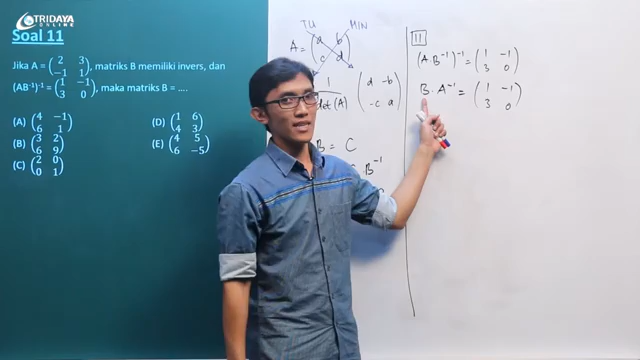 TRIDAYA
ONLINE
Soal 11
Jika A = (2 3
-1 1), matriks B memiliki invers, dan
(AB⁻¹)⁻¹ = (1 -1
3 0), maka matriks B = ....
(A) (4 -1
6 1)
(B) (3 2
6 9)
(C) (2 0
0 1)
(D) (1 6
4 3)
(E) (4 5
6 -5)
TU MIN
A = (a b
c d)
1
det(A)
(d -b
-c a)
B = C
. B⁻¹
11
(A.B⁻¹)⁻¹ = (1 -1
3 0)
B . A⁻¹ = (1 -1
3 0)